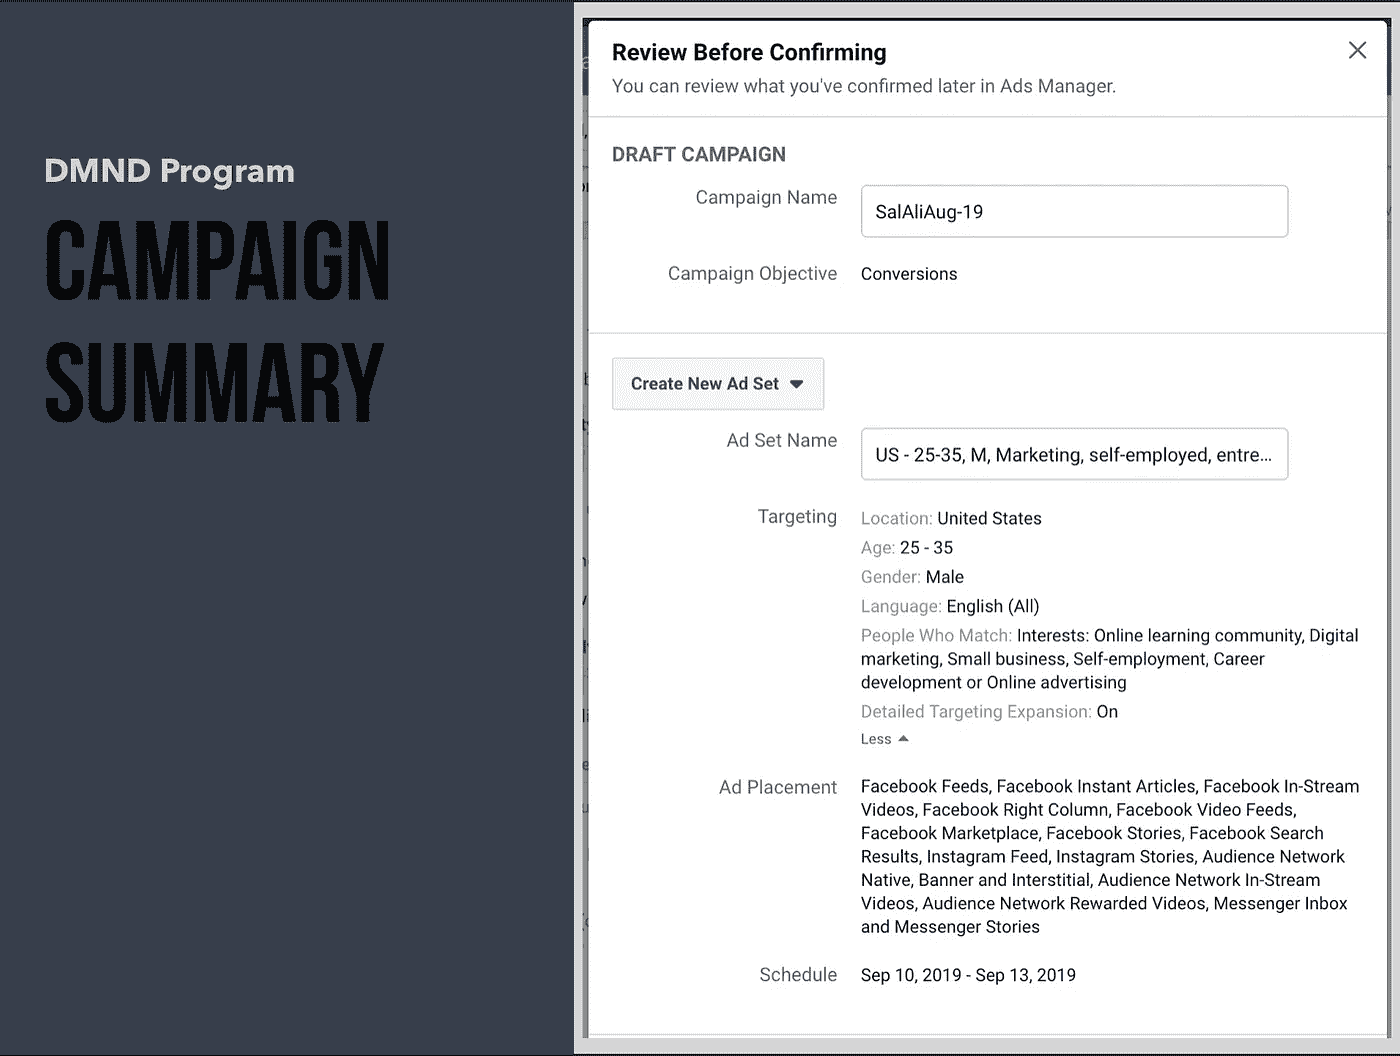 DMND Program
CAMPAIGN
SUMMARY
Review Before Confirming
You can review what you've confirmed later in Ads Manager.
DRAFT CAMPAIGN
Campaign Name
SalAliAug-19
Campaign Objective
Conversions
Create New Ad Set
Ad Set Name
US - 25-35, M, Marketing, self-employed, entre...
Targeting
Location: United States
Age: 25 - 35
Gender: Male
Language: English (All)
People Who Match: Interests: Online learning community, Digital
marketing, Small business, Self-employment, Career
development or Online advertising
Detailed Targeting Expansion: On
Less
Ad Placement
Facebook Feeds, Facebook Instant Articles, Facebook In-Stream
Videos, Facebook Right Column, Facebook Video Feeds,
Facebook Marketplace, Facebook Stories, Facebook Search
Results, Instagram Feed, Instagram Stories, Audience Network
Native, Banner and Interstitial, Audience Network In-Stream
Videos, Audience Network Rewarded Videos, Messenger Inbox
and Messenger Stories
Schedule
Sep 10, 2019 - Sep 13, 2019